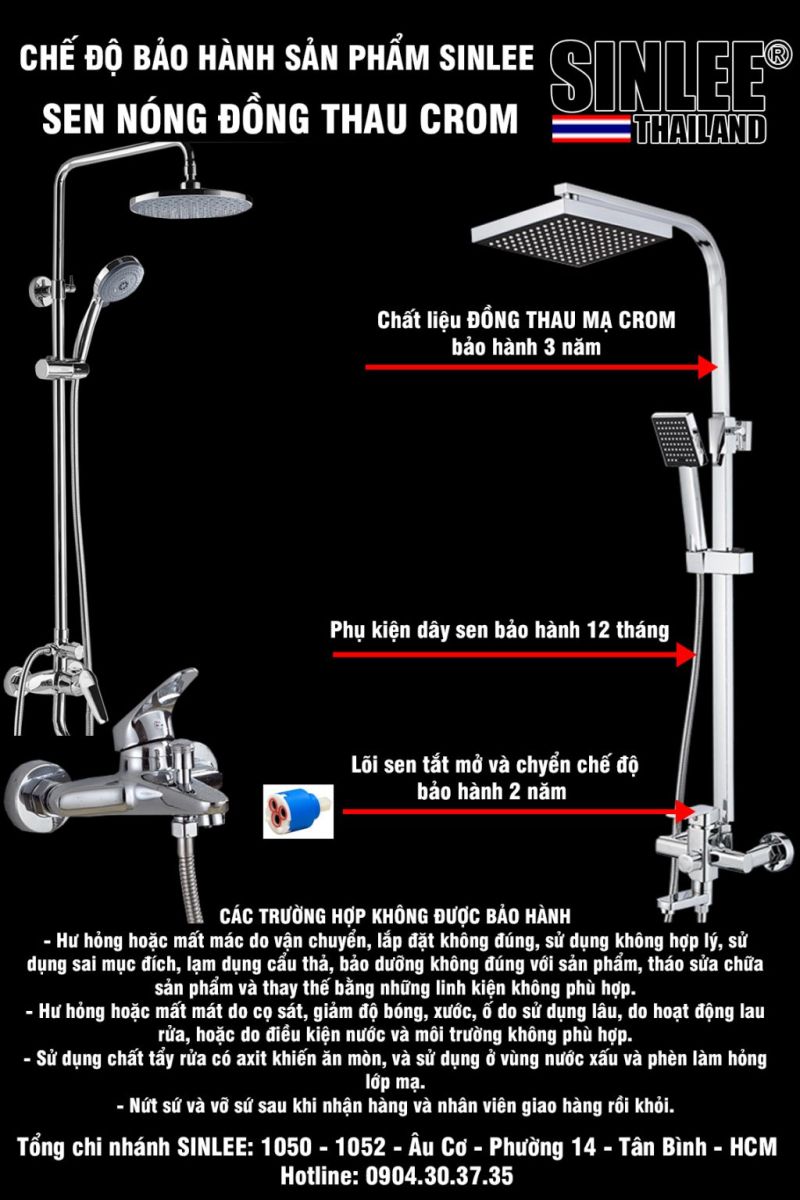 CHẾ ĐỘ BẢO HÀNH SẢN PHẨM SINLEE
SEN NÓNG ĐỒNG THAU CROM
SINLEE®
THAILAND
Chất liệu ĐỒNG THAU MẠ CROM
bảo hành 3 năm
Phụ kiện dây sen bảo hành 12 tháng
Lõi sen tắt mở và chyển chế độ
bảo hành 2 năm
CÁC TRƯỜNG HỢP KHÔNG ĐƯỢC BẢO HÀNH
- Hư hỏng hoặc mất mác do vận chuyển, lắp đặt không đúng, sử dụng không hợp lý, sử
dụng sai mục đích, lạm dụng cẩu thả, bảo dưỡng không đúng với sản phẩm, tháo sửa chữa
sản phẩm và thay thế bằng những linh kiện không phù hợp.
- Hư hỏng hoặc mất mát do cọ sát, giảm độ bóng, xước, ố do sử dụng lâu, do hoạt động lau
rửa, hoặc do điều kiện nước và môi trường không phù hợp.
- Sử dụng chất tẩy rửa có axit khiến ăn mòn, và sử dụng ở vùng nước xấu và phèn làm hỏng
lớp mạ.
- Nứt sứ và vỡ sứ sau khi nhận hàng và nhân viên giao hàng rồi khỏi.
Tổng chi nhánh SINLEE: 1050 - 1052 - Âu Cơ - Phường 14 - Tân Bình - HCM
Hotline: 0904.30.37.35